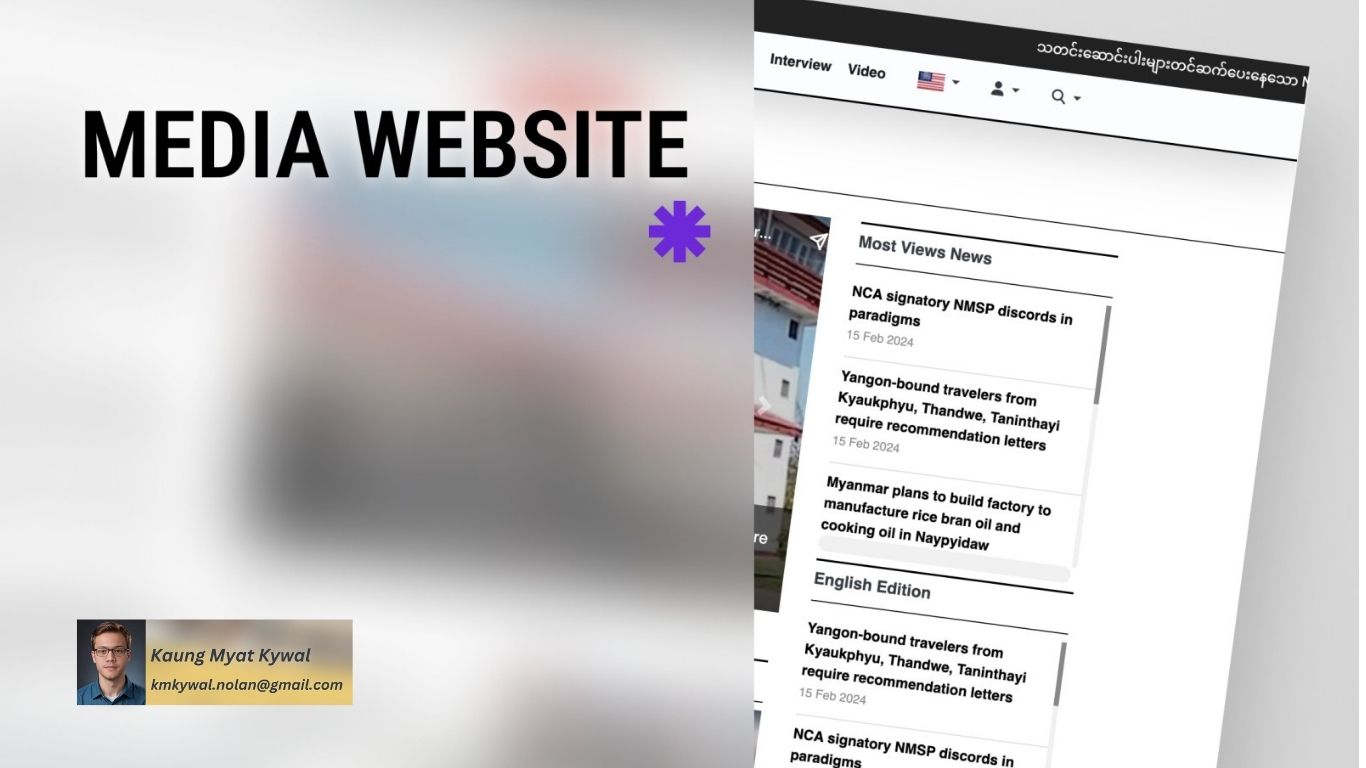 MEDIA WEBSITE
Kaung Myat Kywal
kmkywal.nolan@gmail.com
သတင်းဆောင်းပါးများတင်ဆက်ပေးနေသော
Interview Video
Most Views News
NCA signatory NMSP discords in
paradigms
15 Feb 2024
Yangon-bound travelers from
Kyaukphyu, Thandwe, Taninthayi
require recommendation letters
15 Feb 2024
Myanmar plans to build factory to
manufacture rice bran oil and
cooking oil in Naypyidaw
English Edition
Yangon-bound travelers from
Kyaukphyu, Thandwe, Taninthayi
require recommendation letters
15 Feb 2024
NCA signatory NMSP discords in
paradigms